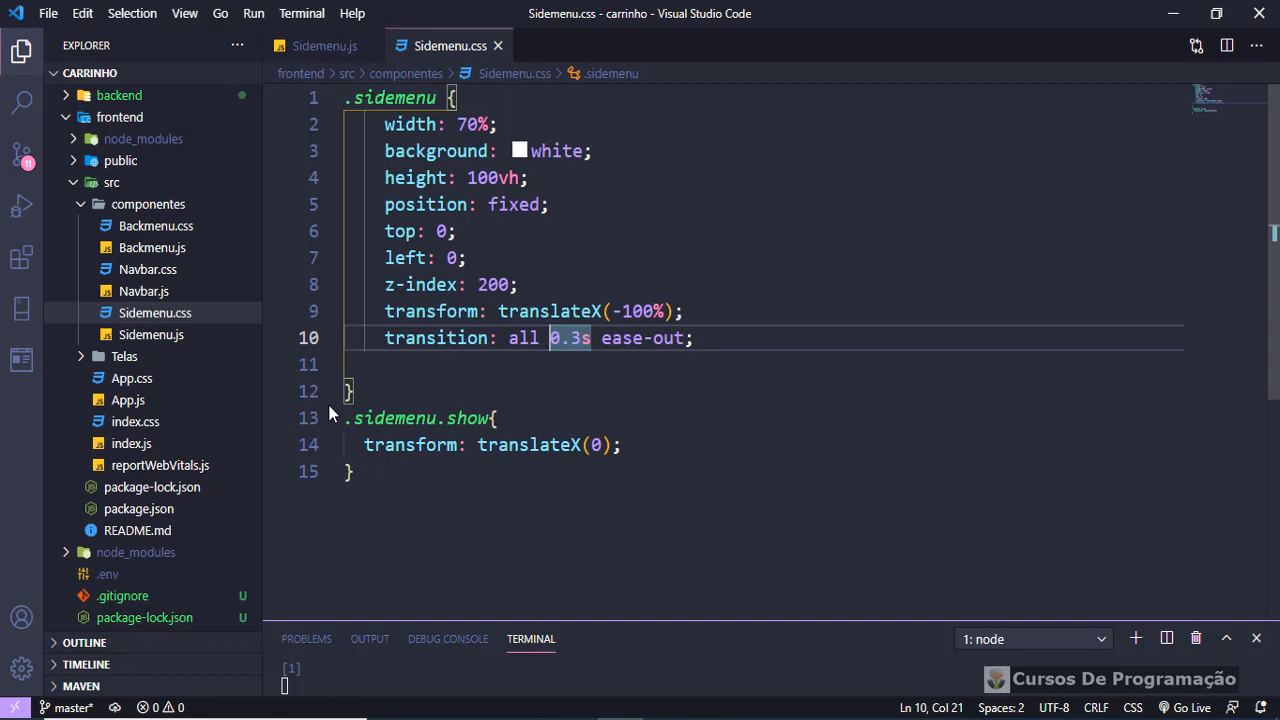 File Edit Selection View Go Run Terminal Help Sidemenu.css - carrinho - Visual Studio Code
EXPLORER
CARRINHO
backend
frontend
node_modules
public
src
componentes
Backmenu.css
Backmenu.js
Navbar.css
Navbar.js
Sidemenu.css
Sidemenu.js
Telas
App.css
App.js
index.css
index.js
reportWebVitals.js
package-lock.json
package.json
README.md
node_modules
.env
.gitignore U
package-lock.json U
OUTLINE
TIMELINE
MAVEN
11
Sidemenu.js Sidemenu.css
frontend src componentes Sidemenu.css .sidemenu
1 .sidemenu {
2 width: 70%;
3 background: white;
4 height: 100vh;
5 position: fixed;
6 top: 0;
7 left: 0;
8 z-index: 200;
9 transform: translateX(-100%);
10 transition: all 0.3s ease-out;
11
12 }
13 .sidemenu.show{
14 transform: translateX(0);
15 }
PROBLEMS OUTPUT DEBUG CONSOLE TERMINAL 1: node
[1]
Cursos De Programação
master* 0 0 Ln 10, Col 21 Spaces: 2 UTF-8 CRLF CSS Go Live